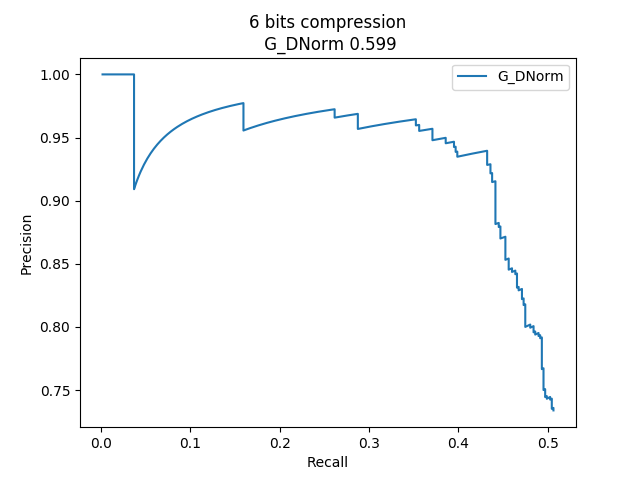 6 bits compression
G_DNorm 0.599
G_DNorm
1.00
0.95
0.90
0.85
0.80
0.75
Precision
0.0 0.1 0.2 0.3 0.4 0.5
Recall